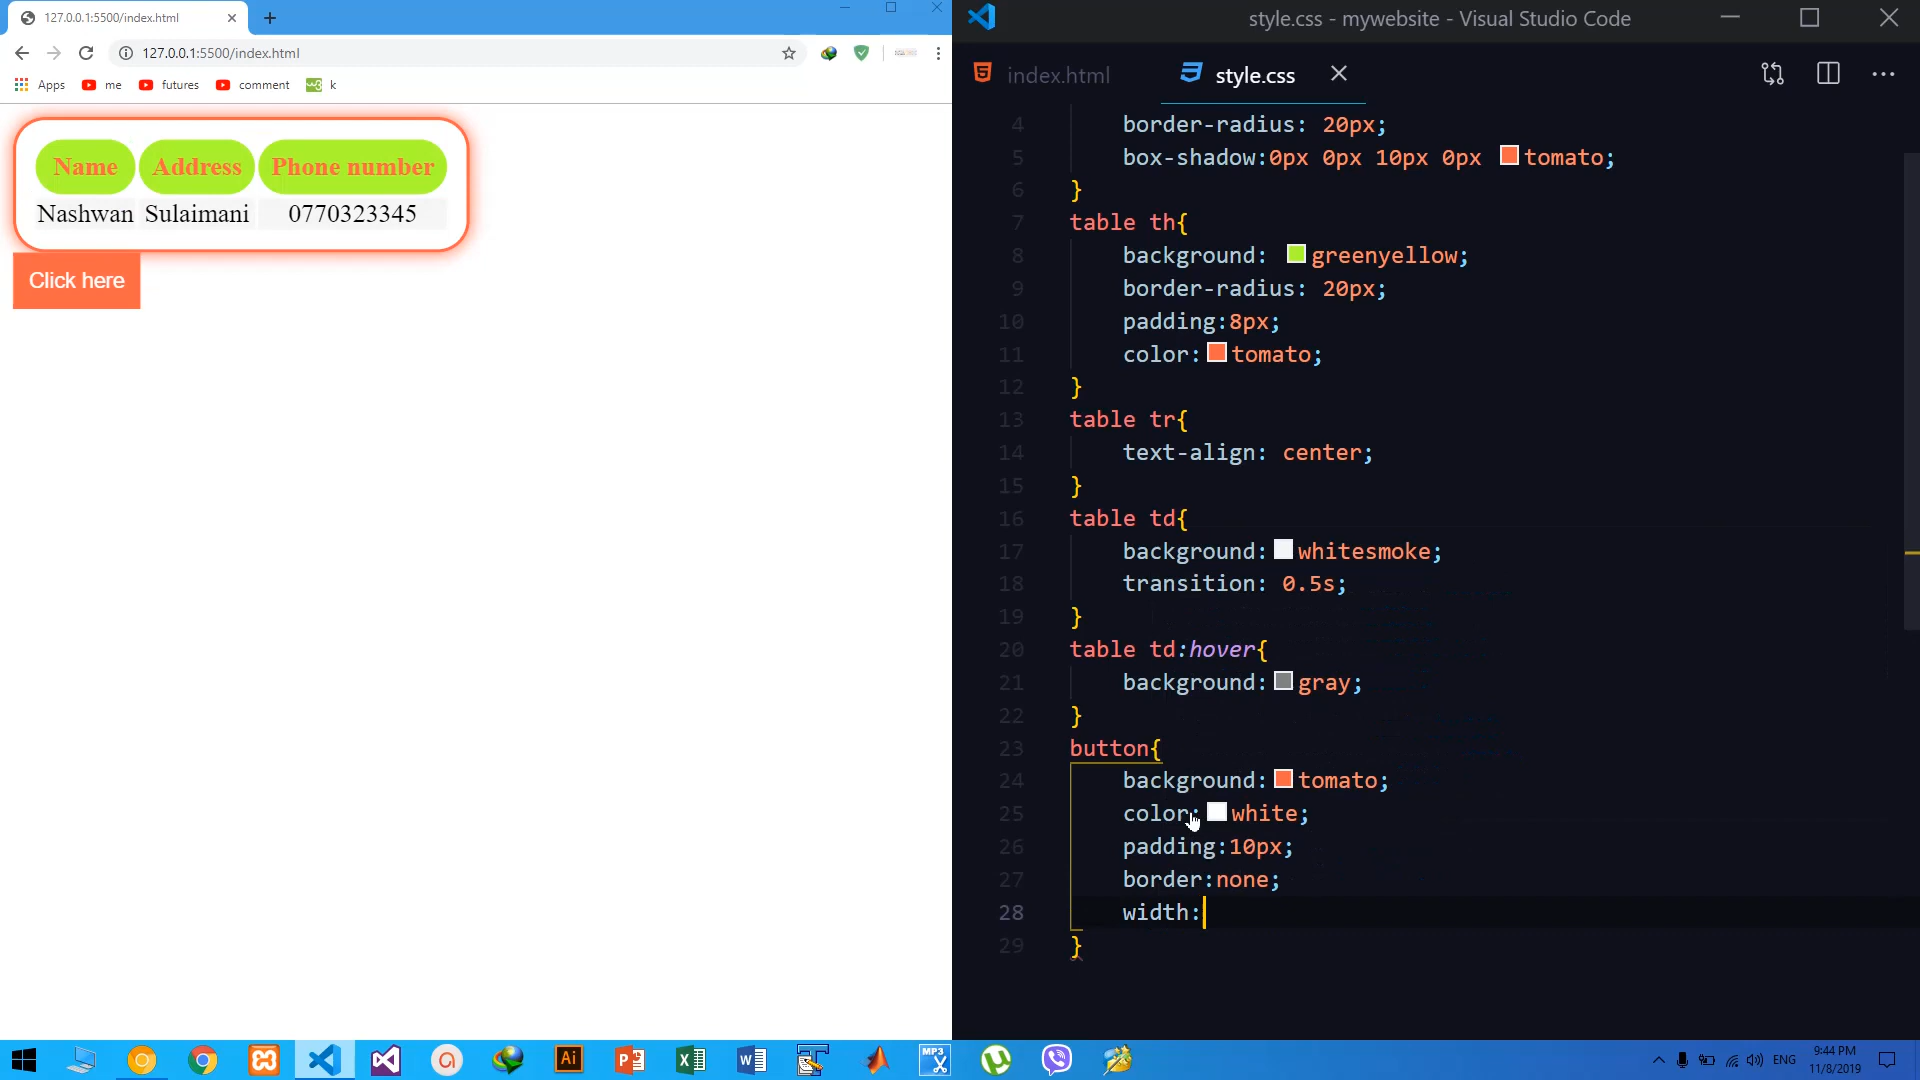 127.0.0.1:5500/index.html
127.0.0.1:5500/index.html
Apps me futures comment k
Name Address Phone number
Nashwan Sulaimani 0770323345
Click here
style.css - mywebsite - Visual Studio Code
index.html style.css
4 border-radius: 20px;
5 box-shadow:0px 0px 10px 0px tomato;
6 }
7 table th{
8 background: greenyellow;
9 border-radius: 20px;
10 padding:8px;
11 color:tomato;
12 }
13 table tr{
14 text-align: center;
15 }
16 table td{
17 background:whitesmoke;
18 transition: 0.5s;
19 }
20 table td:hover{
21 background:gray;
22 }
23 button{
24 background:tomato;
25 color:white;
26 padding:10px;
27 border:none;
28 width:
29 }
Ai
MP3
ENG
9:44 PM
11/8/2019